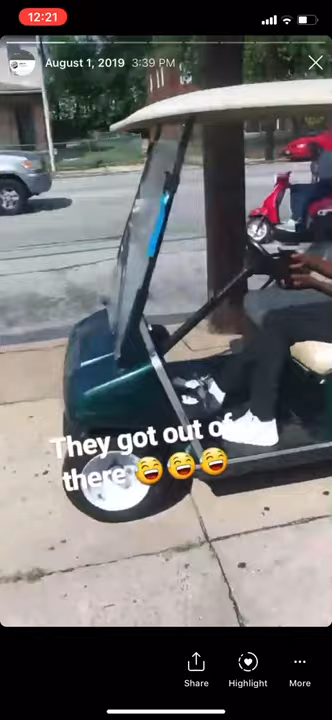 12:21
August 1, 2019 3:39 PM
They got out of
there 😅😅😅
Share
Highlight
More